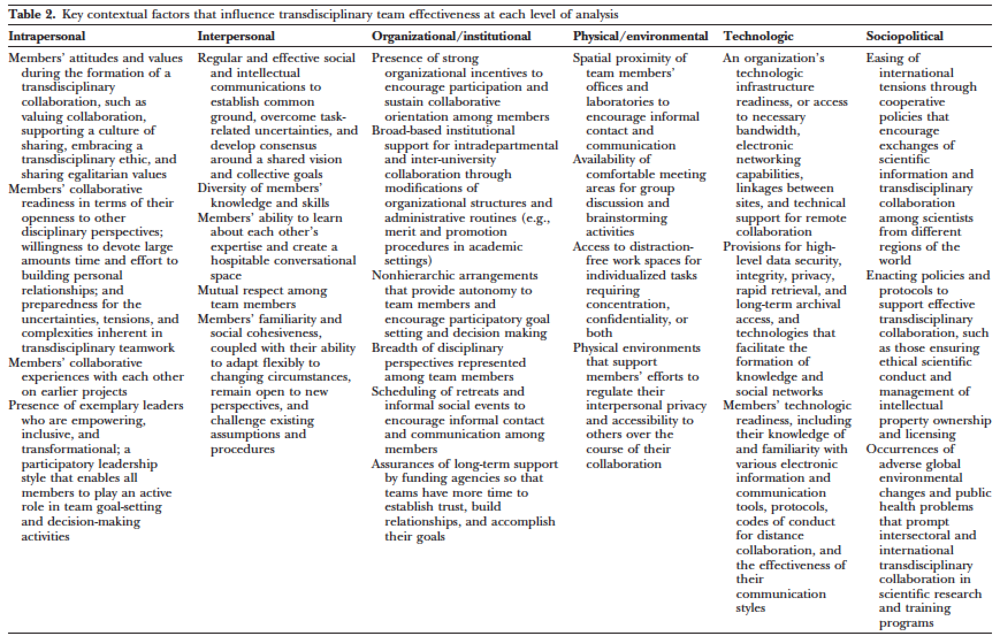 Table 2. Key contextual factors that influence transdisciplinary team effectiveness at each level of analysis
Intrapersonal
Members' attitudes and values
during the formation of a
transdisciplinary
collaboration, such as
valuing collaboration,
supporting a culture of
sharing, embracing a
transdisciplinary ethic, and
sharing egalitarian values
Members' collaborative
readiness in terms of their
openness to other
disciplinary perspectives;
willingness to devote large
amounts time and effort to
building personal
relationships; and
preparedness for the
uncertainties, tensions, and
complexities inherent in
transdisciplinary teamwork
Members' collaborative
experiences with each other
on earlier projects
Presence of exemplary leaders
who are empowering,
inclusive, and
transformational; a
participatory leadership
style that enables all
members to play an active
role in team goal-setting
and decision-making
activities
Interpersonal
Regular and effective social
and intellectual
communications to
establish common
ground, overcome task-
related uncertainties, and
develop consensus
around a shared vision
and collective goals
Diversity of members'
knowledge and skills
Members' ability to learn
about each other's
expertise and create a
hospitable conversational
space
Mutual respect among
team members
Members' familiarity and
social cohesiveness,
coupled with their ability
to adapt flexibly to
changing circumstances,
remain open to new
perspectives, and
challenge existing
assumptions and
procedures
Organizational/institutional
Presence of strong
organizational incentives to
encourage participation and
sustain collaborative
orientation among members
Broad-based institutional
support for intradepartmental
and inter-university
collaboration through
modifications of
organizational structures and
administrative routines (e.g.,
merit and promotion
procedures in academic
settings)
Nonhierarchic arrangements
that provide autonomy to
team members and
encourage participatory goal
setting and decision making
Breadth of disciplinary
perspectives represented
among team members
Scheduling of retreats and
informal social events to
encourage informal contact
and communication among
members
Assurances of long-term support
by funding agencies so that
teams have more time to
establish trust, build
relationships, and accomplish
their goals
Physical/environmental
Spatial proximity of
team members'
offices and
laboratories to
encourage informal
contact and
communication
Availability of
comfortable meeting
areas for group
discussion and
brainstorming
activities
Access to distraction-
free work spaces for
individualized tasks
requiring
concentration,
confidentiality, or
both
Physical environments
that support
members' efforts to
regulate their
interpersonal privacy
and accessibility to
others over the
course of their
collaboration
Technologic
An organization's
technologic
infrastructure
readiness, or access
to necessary
bandwidth,
electronic
networking
capabilities,
linkages between
sites, and technical
support for remote
collaboration
Provisions for high-
level data security,
integrity, privacy,
rapid retrieval, and
long-term archival
access, and
technologies that
facilitate the
formation of
knowledge and
social networks
Members' technologic
readiness, including
their knowledge of
and familiarity with
various electronic
information and
communication
tools, protocols,
codes of conduct
for distance
collaboration, and
the effectiveness of
their
communication
styles
Sociopolitical
Easing of
international
tensions through
cooperative
policies that
encourage
exchanges of
scientific
information and
transdisciplinary
collaboration
among scientists
from different
regions of the
world
Enacting policies and
protocols to
support effective
transdisciplinary
collaboration, such
as those ensuring
ethical scientific
conduct and
management of
intellectual
property ownership
and licensing
Occurrences of
adverse global
environmental
changes and public
health problems
that prompt
intersectoral and
international
transdisciplinary
collaboration in
scientific research
and training
programs